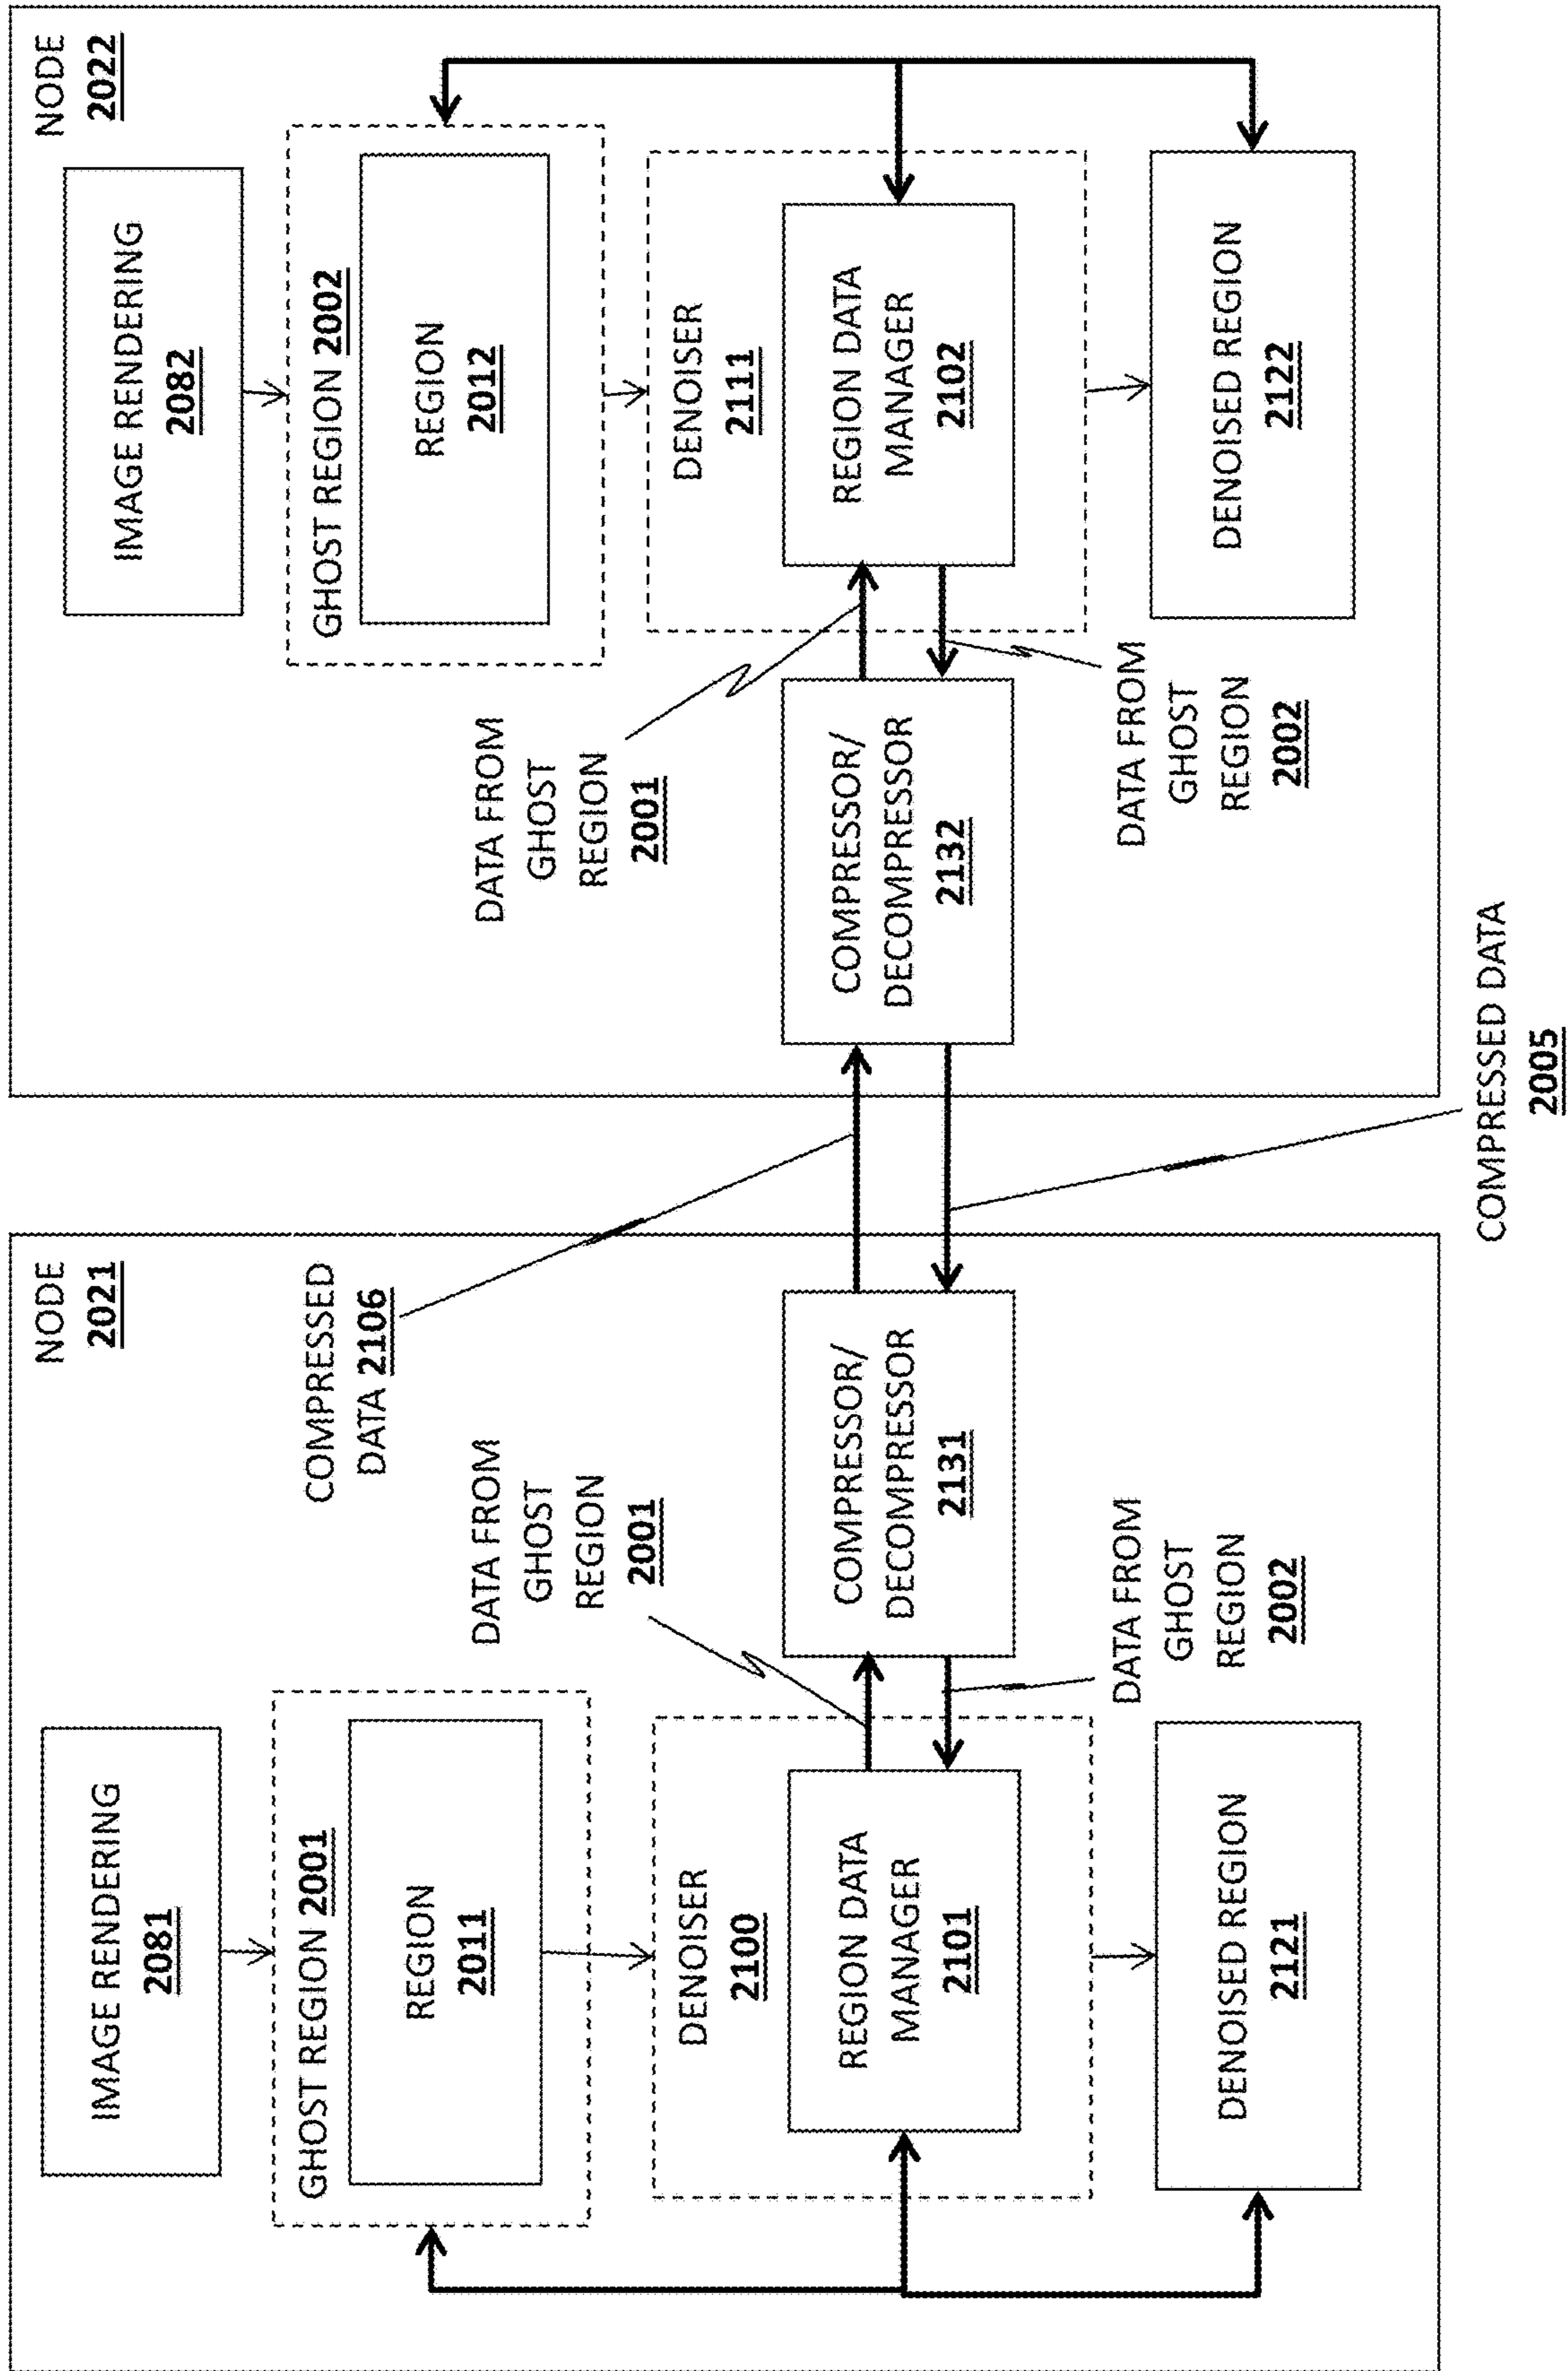 NODE
2021
IMAGE RENDERING
2081
GHOST REGION 2001
REGION
2011
DENOISER
2100
REGION DATA
MANAGER
2101
DENOISED REGION
2121
COMPRESSED
DATA 2106
DATA FROM
GHOST
REGION
2001
COMPRESSOR/
DECOMPRESSOR
2131
DATA FROM
GHOST
REGION
2002
NODE
2022
IMAGE RENDERING
2082
GHOST REGION 2002
REGION
2012
DENOISER
2111
REGION DATA
MANAGER
2102
DENOISED REGION
2122
DATA FROM
GHOST
REGION
2001
COMPRESSOR/
DECOMPRESSOR
2132
DATA FROM
GHOST
REGION
2002
COMPRESSED DATA
2005